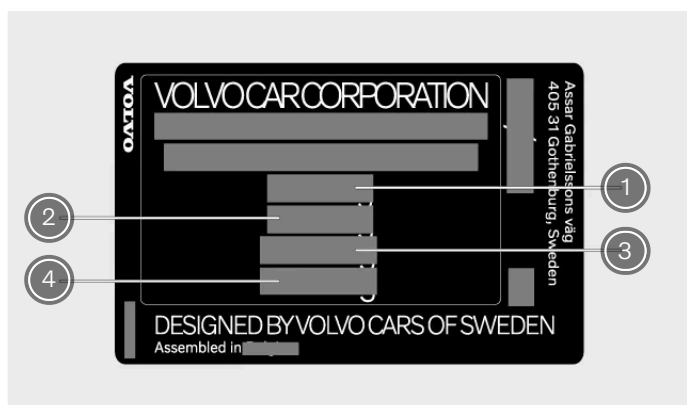 VOLVO
VOLVO CAR CORPORATION
Assar Gabrielssons väg
405 31 Gothenburg, Sweden
1
2
3
4
DESIGNED BY VOLVO CARS OF SWEDEN
Assembled in